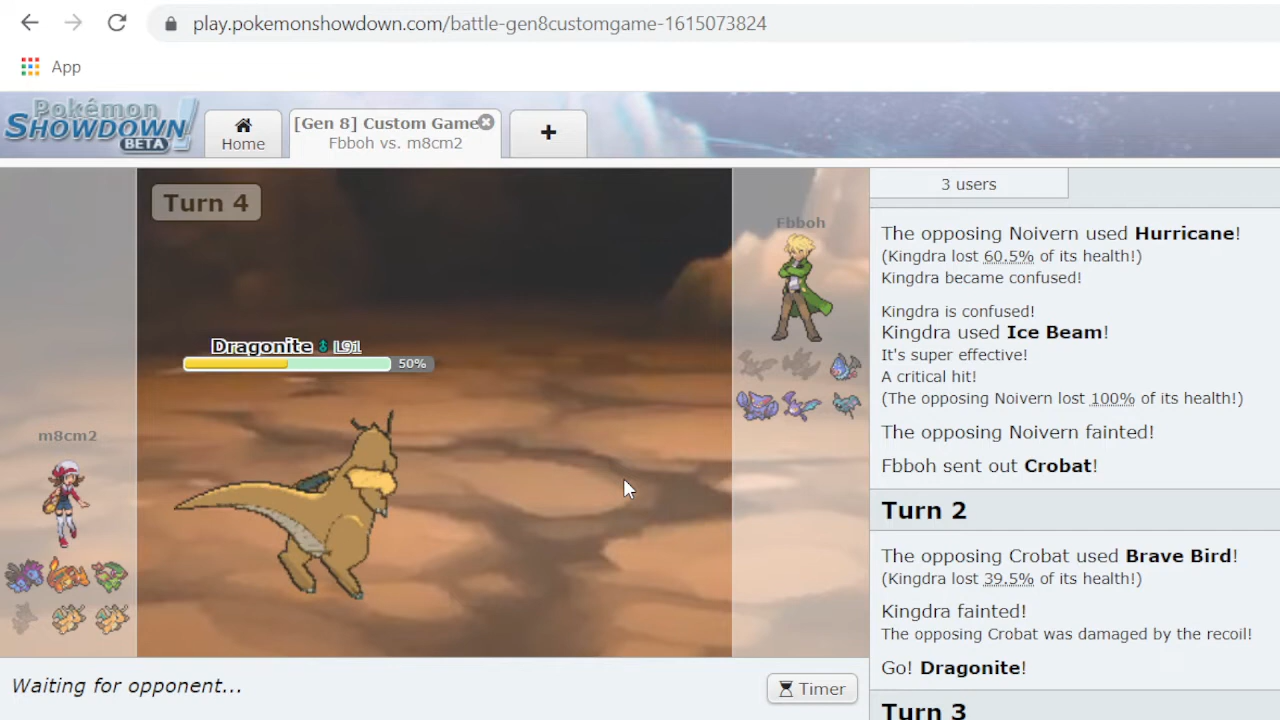 play.pokemonshowdown.com/battle-gen8customgame-1615073824
App
Pokémon
SHOWDOWN!
BETA
Home
[Gen 8] Custom Game
Fbboh vs. m8cm2
+
Turn 4
Fbboh
Dragonite L91
50%
m8cm2
Waiting for opponent...
Timer
3 users
The opposing Noivern used Hurricane!
(Kingdra lost 60.5% of its health!)
Kingdra became confused!
Kingdra is confused!
Kingdra used Ice Beam!
It's super effective!
A critical hit!
(The opposing Noivern lost 100% of its health!)
The opposing Noivern fainted!
Fbboh sent out Crobat!
Turn 2
The opposing Crobat used Brave Bird!
(Kingdra lost 39.5% of its health!)
Kingdra fainted!
The opposing Crobat was damaged by the recoil!
Go! Dragonite!
Turn 3